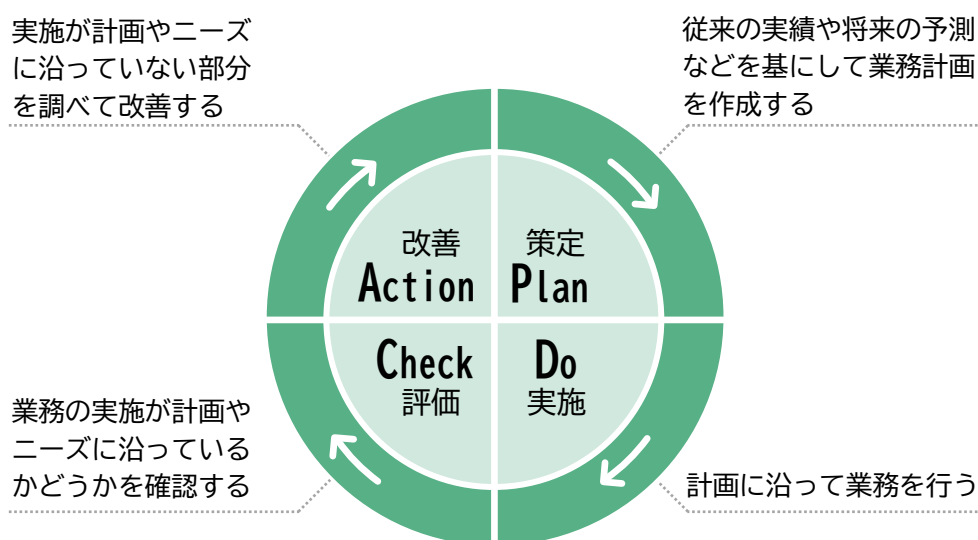 実施が計画やニーズ
に沿っていない部分
を調べて改善する
従来の実績や将来の予測
などを基にして業務計画
を作成する
改善
Action
策定
Plan
Check
評価
Do
実施
業務の実施が計画や
ニーズに沿っている
かどうかを確認する
計画に沿って業務を行う